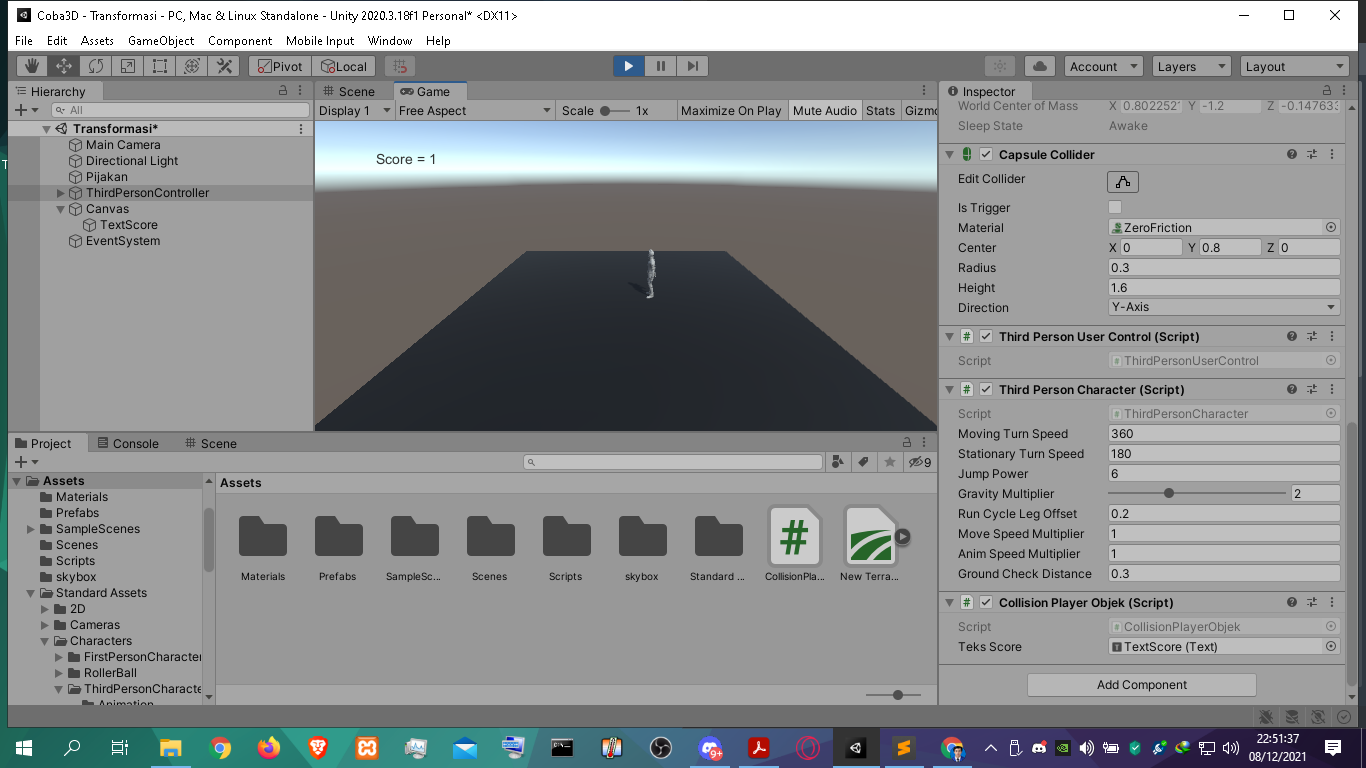 Coba3D - Transformasi - PC, Mac & Linux Standalone - Unity 2020.3.18f1 Personal* <DX11>
File Edit Assets GameObject Component Mobile Input Window Help
Pivot Local Account Layers Layout
Hierarchy
All
Transformasi*
Main Camera
Directional Light
Pijakan
ThirdPersonController
Canvas
TextScore
EventSystem
Scene Game
Display 1 Free Aspect Scale 1x Maximize On Play Mute Audio Stats Gizmo
Score = 1
Project Console Scene
9
Assets
Materials
Prefabs
SampleScenes
Scenes
Scripts
skybox
Standard Assets
2D
Cameras
Characters
FirstPersonCharacter
RollerBall
ThirdPersonCharacte
Animation
Assets
Materials Prefabs SampleSc... Scenes Scripts skybox Standard ... CollisionPla... New Terra...
Inspector
World Center of Mass X 0.802252 Y -1.2 Z -0.147633
Sleep State Awake
Capsule Collider
Edit Collider
Is Trigger
Material ZeroFriction
Center X 0 Y 0.8 Z 0
Radius 0.3
Height 1.6
Direction Y-Axis
Third Person User Control (Script)
Script ThirdPersonUserControl
Third Person Character (Script)
Script ThirdPersonCharacter
Moving Turn Speed 360
Stationary Turn Speed 180
Jump Power 6
Gravity Multiplier 2
Run Cycle Leg Offset 0.2
Move Speed Multiplier 1
Anim Speed Multiplier 1
Ground Check Distance 0.3
Collision Player Objek (Script)
Script CollisionPlayerObjek
Teks Score TextScore (Text)
Add Component
9+
22:51:37
08/12/2021